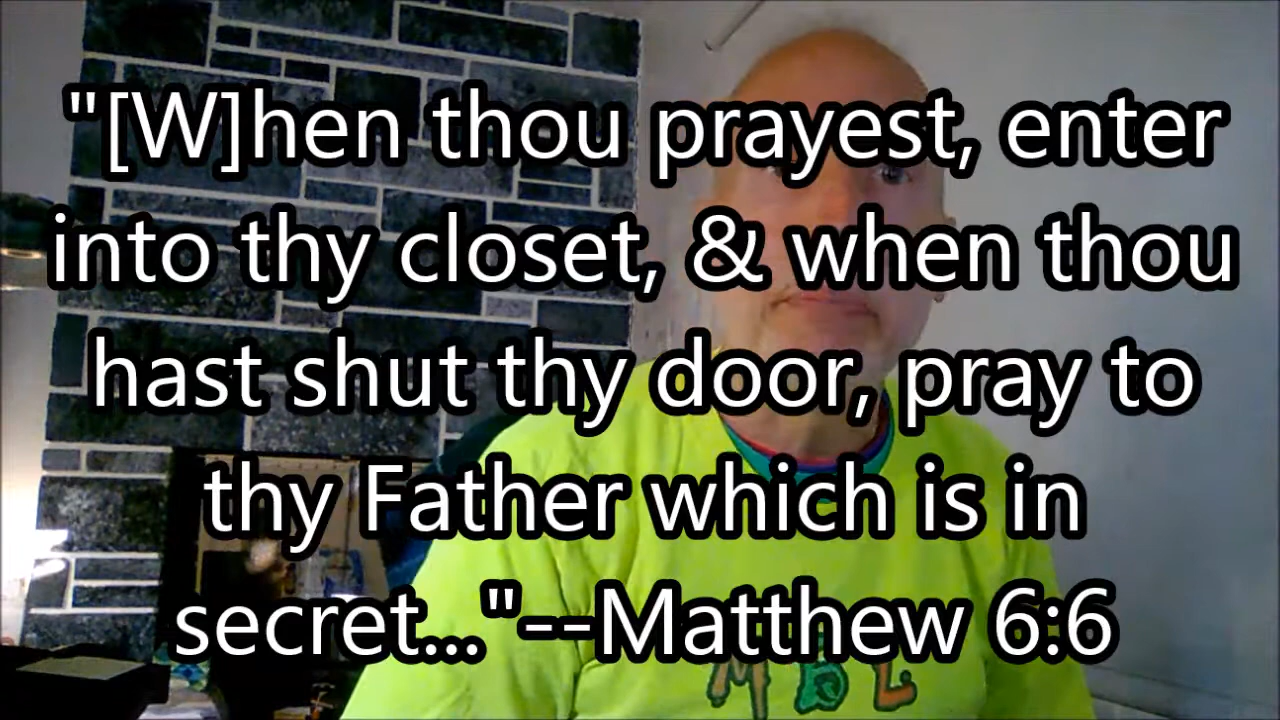 "[W]hen thou prayest, enter
into thy closet, & when thou
hast shut thy door, pray to
thy Father which is in
secret..."--Matthew 6:6
MBL